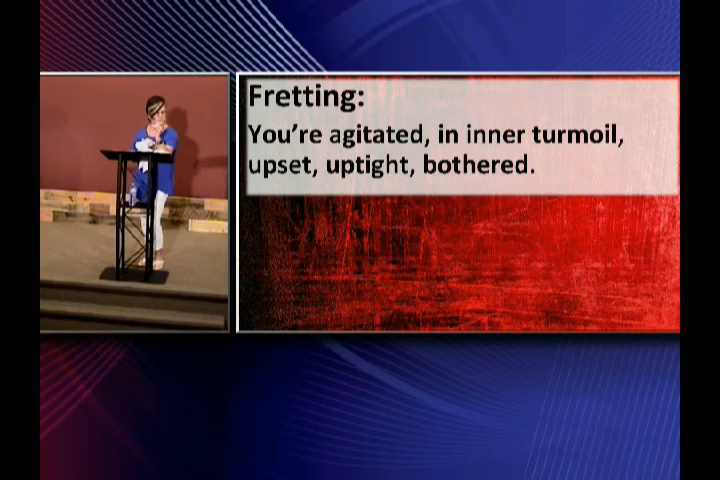 Fretting:
You're agitated, in inner turmoil,
upset, uptight, bothered.